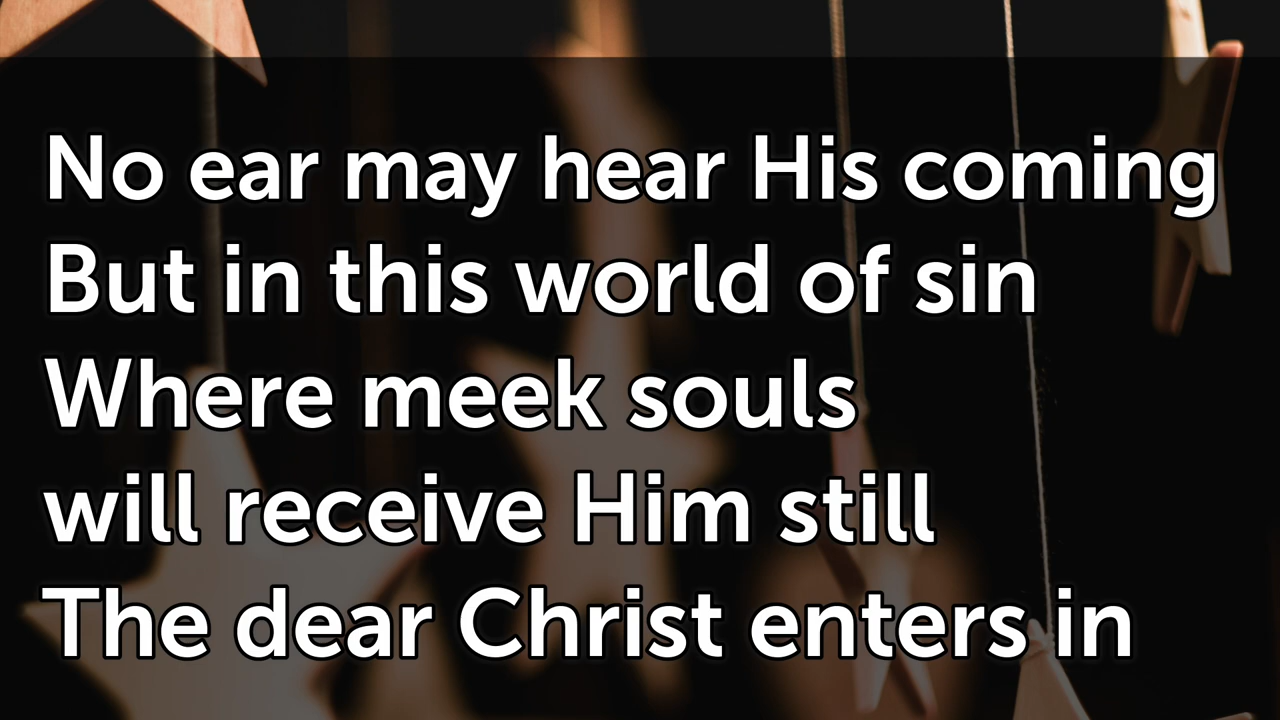 No ear may hear His coming
But in this world of sin
Where meek souls
will receive Him still
The dear Christ enters in